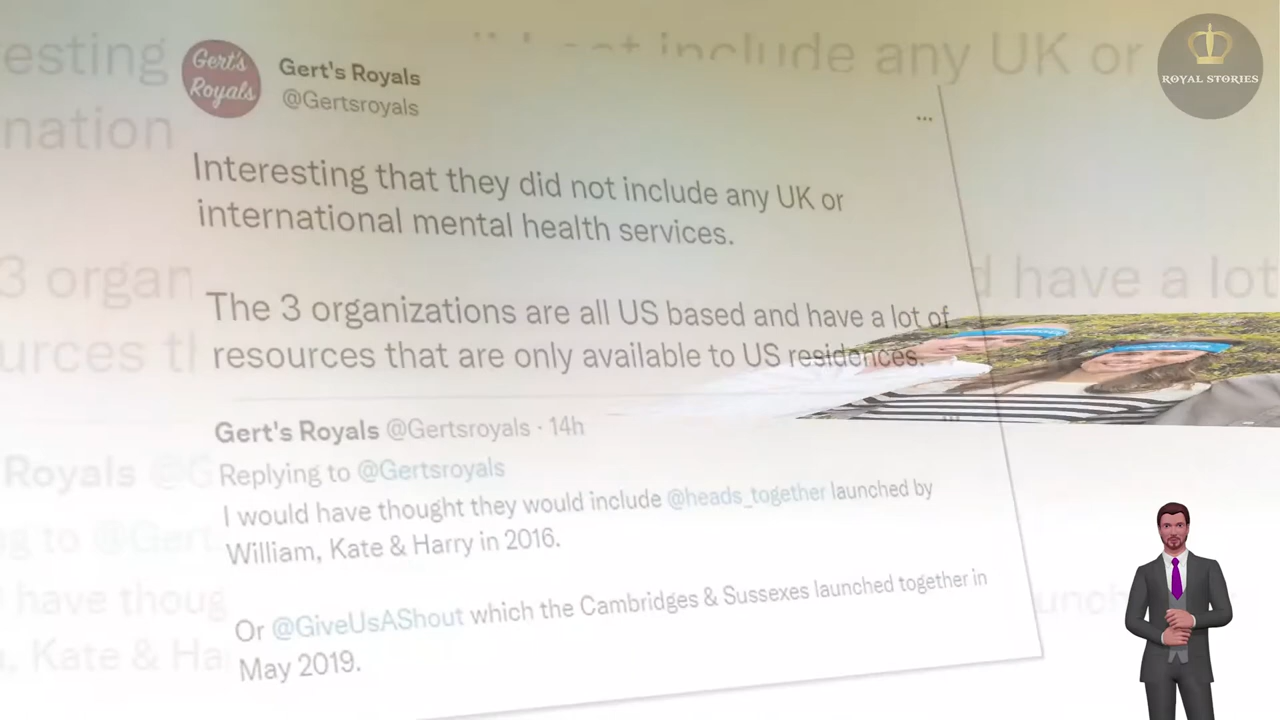 Gert's Royals
ROYAL STORIES
Gert's Royals
@Gertsroyals
...
Interesting that they did not include any UK or
international mental health services.
The 3 organizations are all US based and have a lot of
resources that are only available to US residences.
Gert's Royals @Gertsroyals · 14h
Replying to @Gertsroyals
I would have thought they would include @heads_together launched by
William, Kate & Harry in 2016.
Or @GiveUsAShout which the Cambridges & Sussexes launched together in
May 2019.